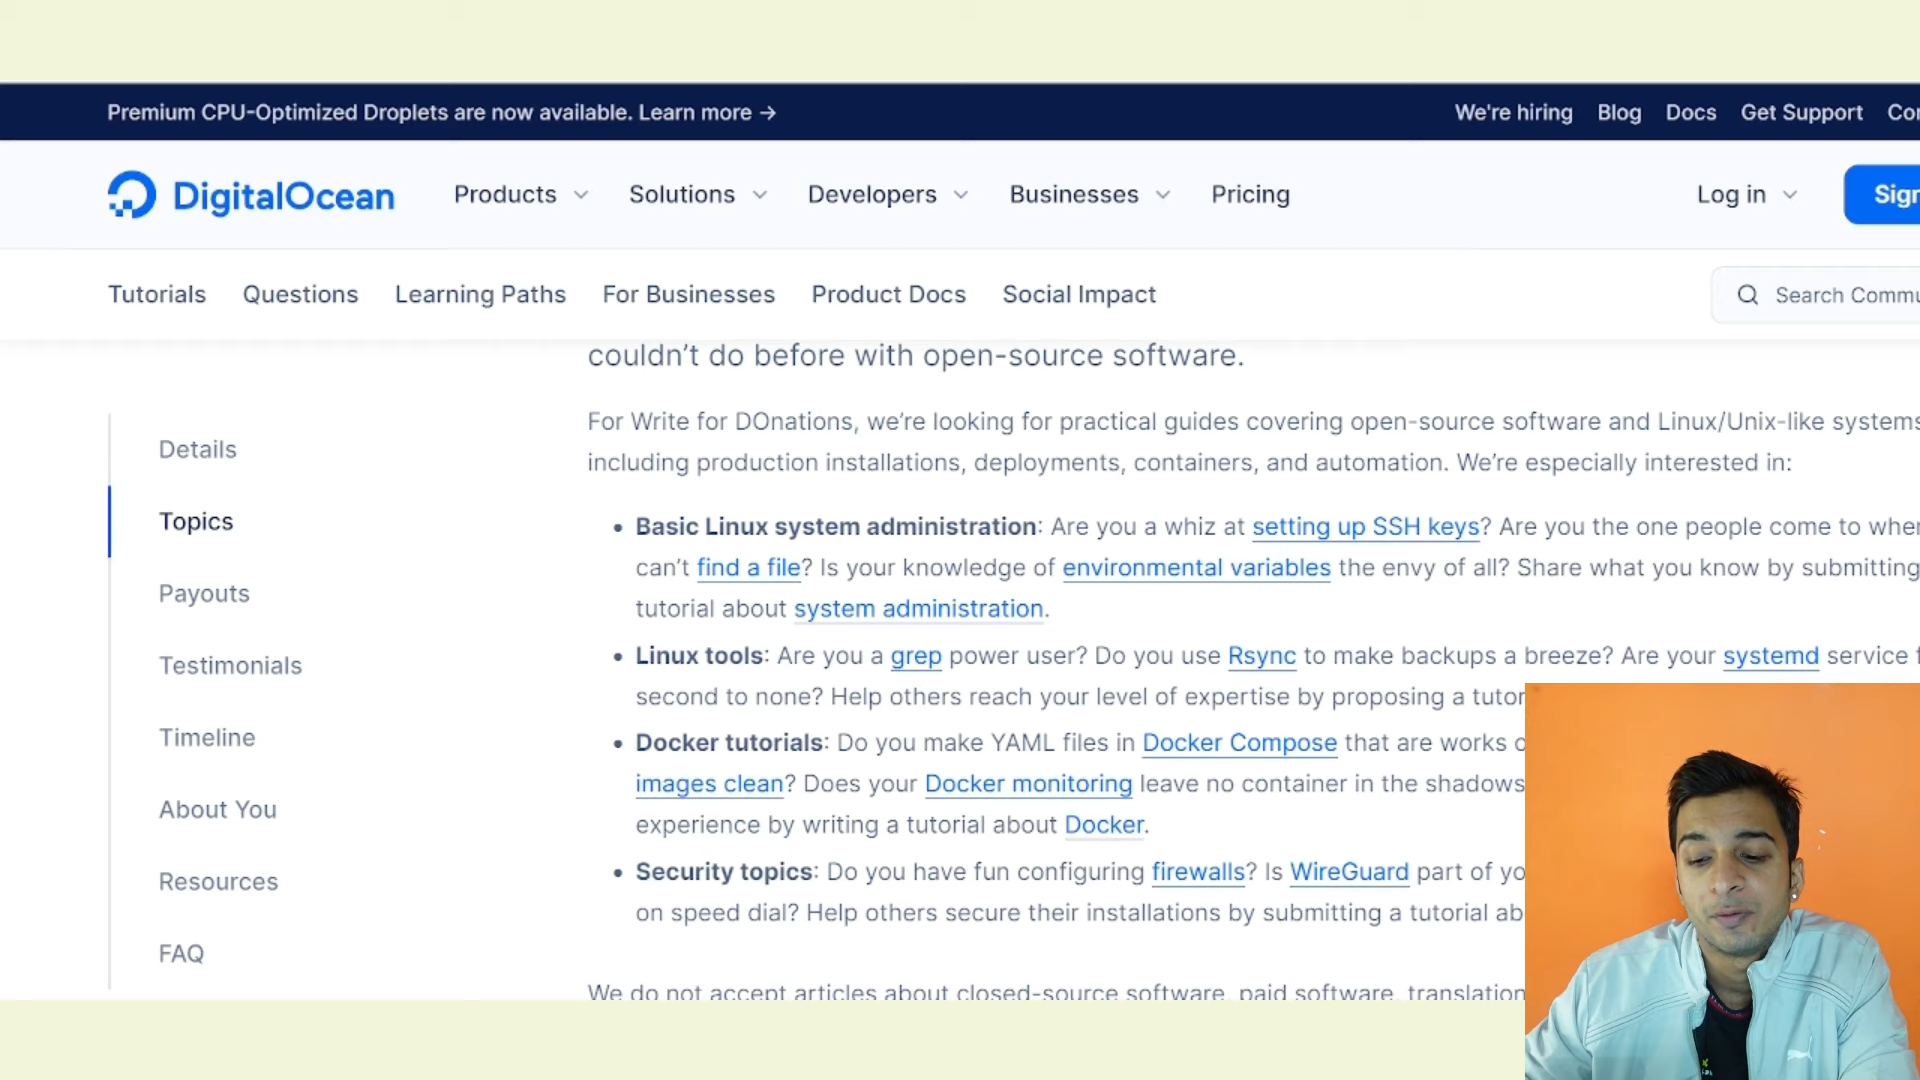 Premium CPU-Optimized Droplets are now available. Learn more →
We're hiring Blog Docs Get Support
DigitalOcean Products Solutions Developers Businesses Pricing Log in
Tutorials Questions Learning Paths For Businesses Product Docs Social Impact Search
couldn’t do before with open-source software.
For Write for DOnations, we’re looking for practical guides covering open-source software and Linux/Unix-like systems
including production installations, deployments, containers, and automation. We’re especially interested in:
Details
Topics
Payouts
Testimonials
Timeline
About You
Resources
FAQ
• Basic Linux system administration: Are you a whiz at setting up SSH keys? Are you the one people come to
can’t find a file? Is your knowledge of environmental variables the envy of all? Share what you know by submitting
tutorial about system administration.
• Linux tools: Are you a grep power user? Do you use Rsync to make backups a breeze? Are your systemd service
second to none? Help others reach your level of expertise by proposing a
• Docker tutorials: Do you make YAML files in Docker Compose that are works
images clean? Does your Docker monitoring leave no container in the shadows
experience by writing a tutorial about Docker.
• Security topics: Do you have fun configuring firewalls? Is WireGuard part of
on speed dial? Help others secure their installations by submitting a tutorial
We do not accept articles about closed-source software, paid software,